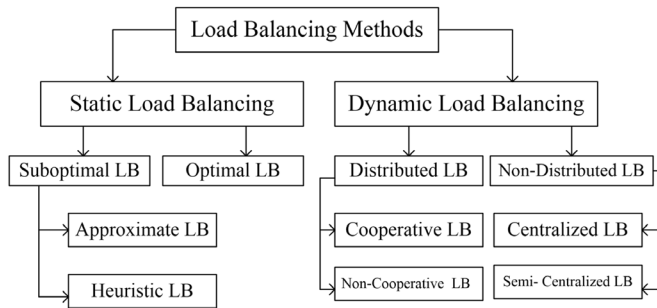 Load Balancing Methods
Static Load Balancing
Dynamic Load Balancing
Suboptimal LB
Optimal LB
Distributed LB
Non-Distributed LB
Approximate LB
Cooperative LB
Centralized LB
Heuristic LB
Non-Cooperative LB
Semi- Centralized LB